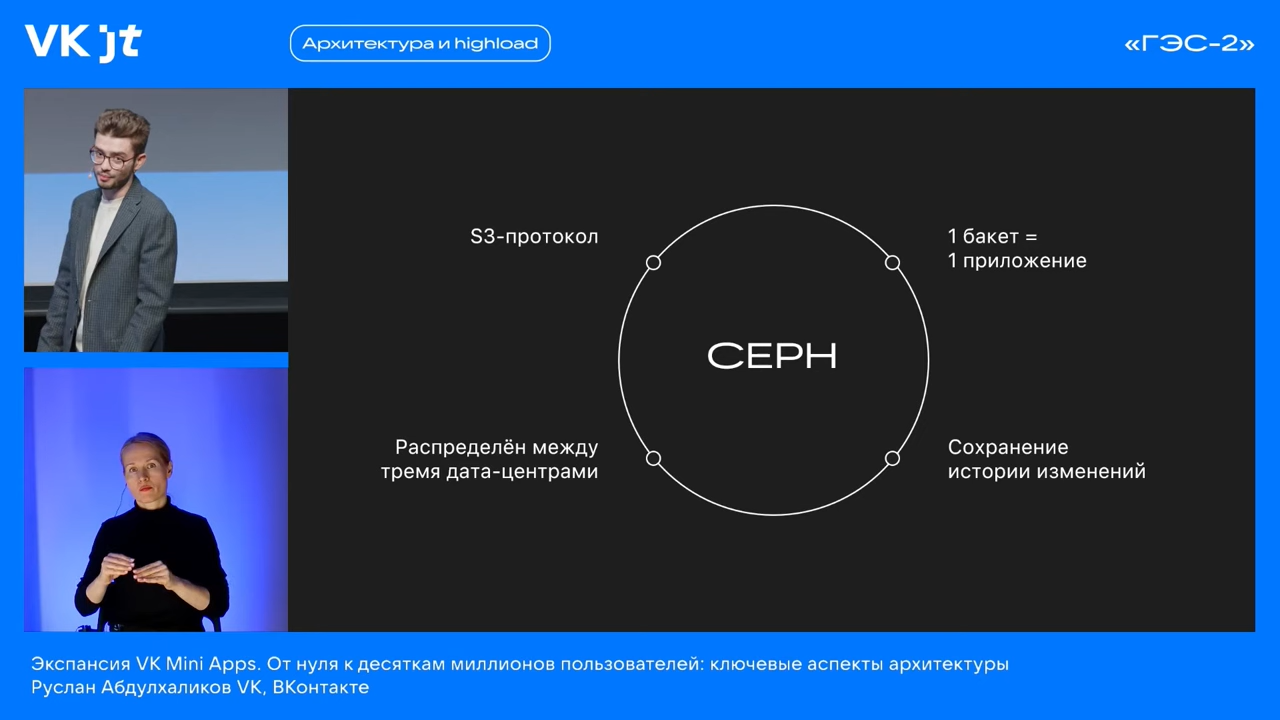 VK jt
Архитектура и highload
«ГЭС-2»
S3-протокол
1 бакет =
1 приложение
CEPH
Распределён между
тремя дата-центрами
Сохранение
истории изменений
Экспансия VK Mini Apps. От нуля к десяткам миллионов пользователей: ключевые аспекты архитектуры
Руслан Абдулхаликов VK, ВКонтакте